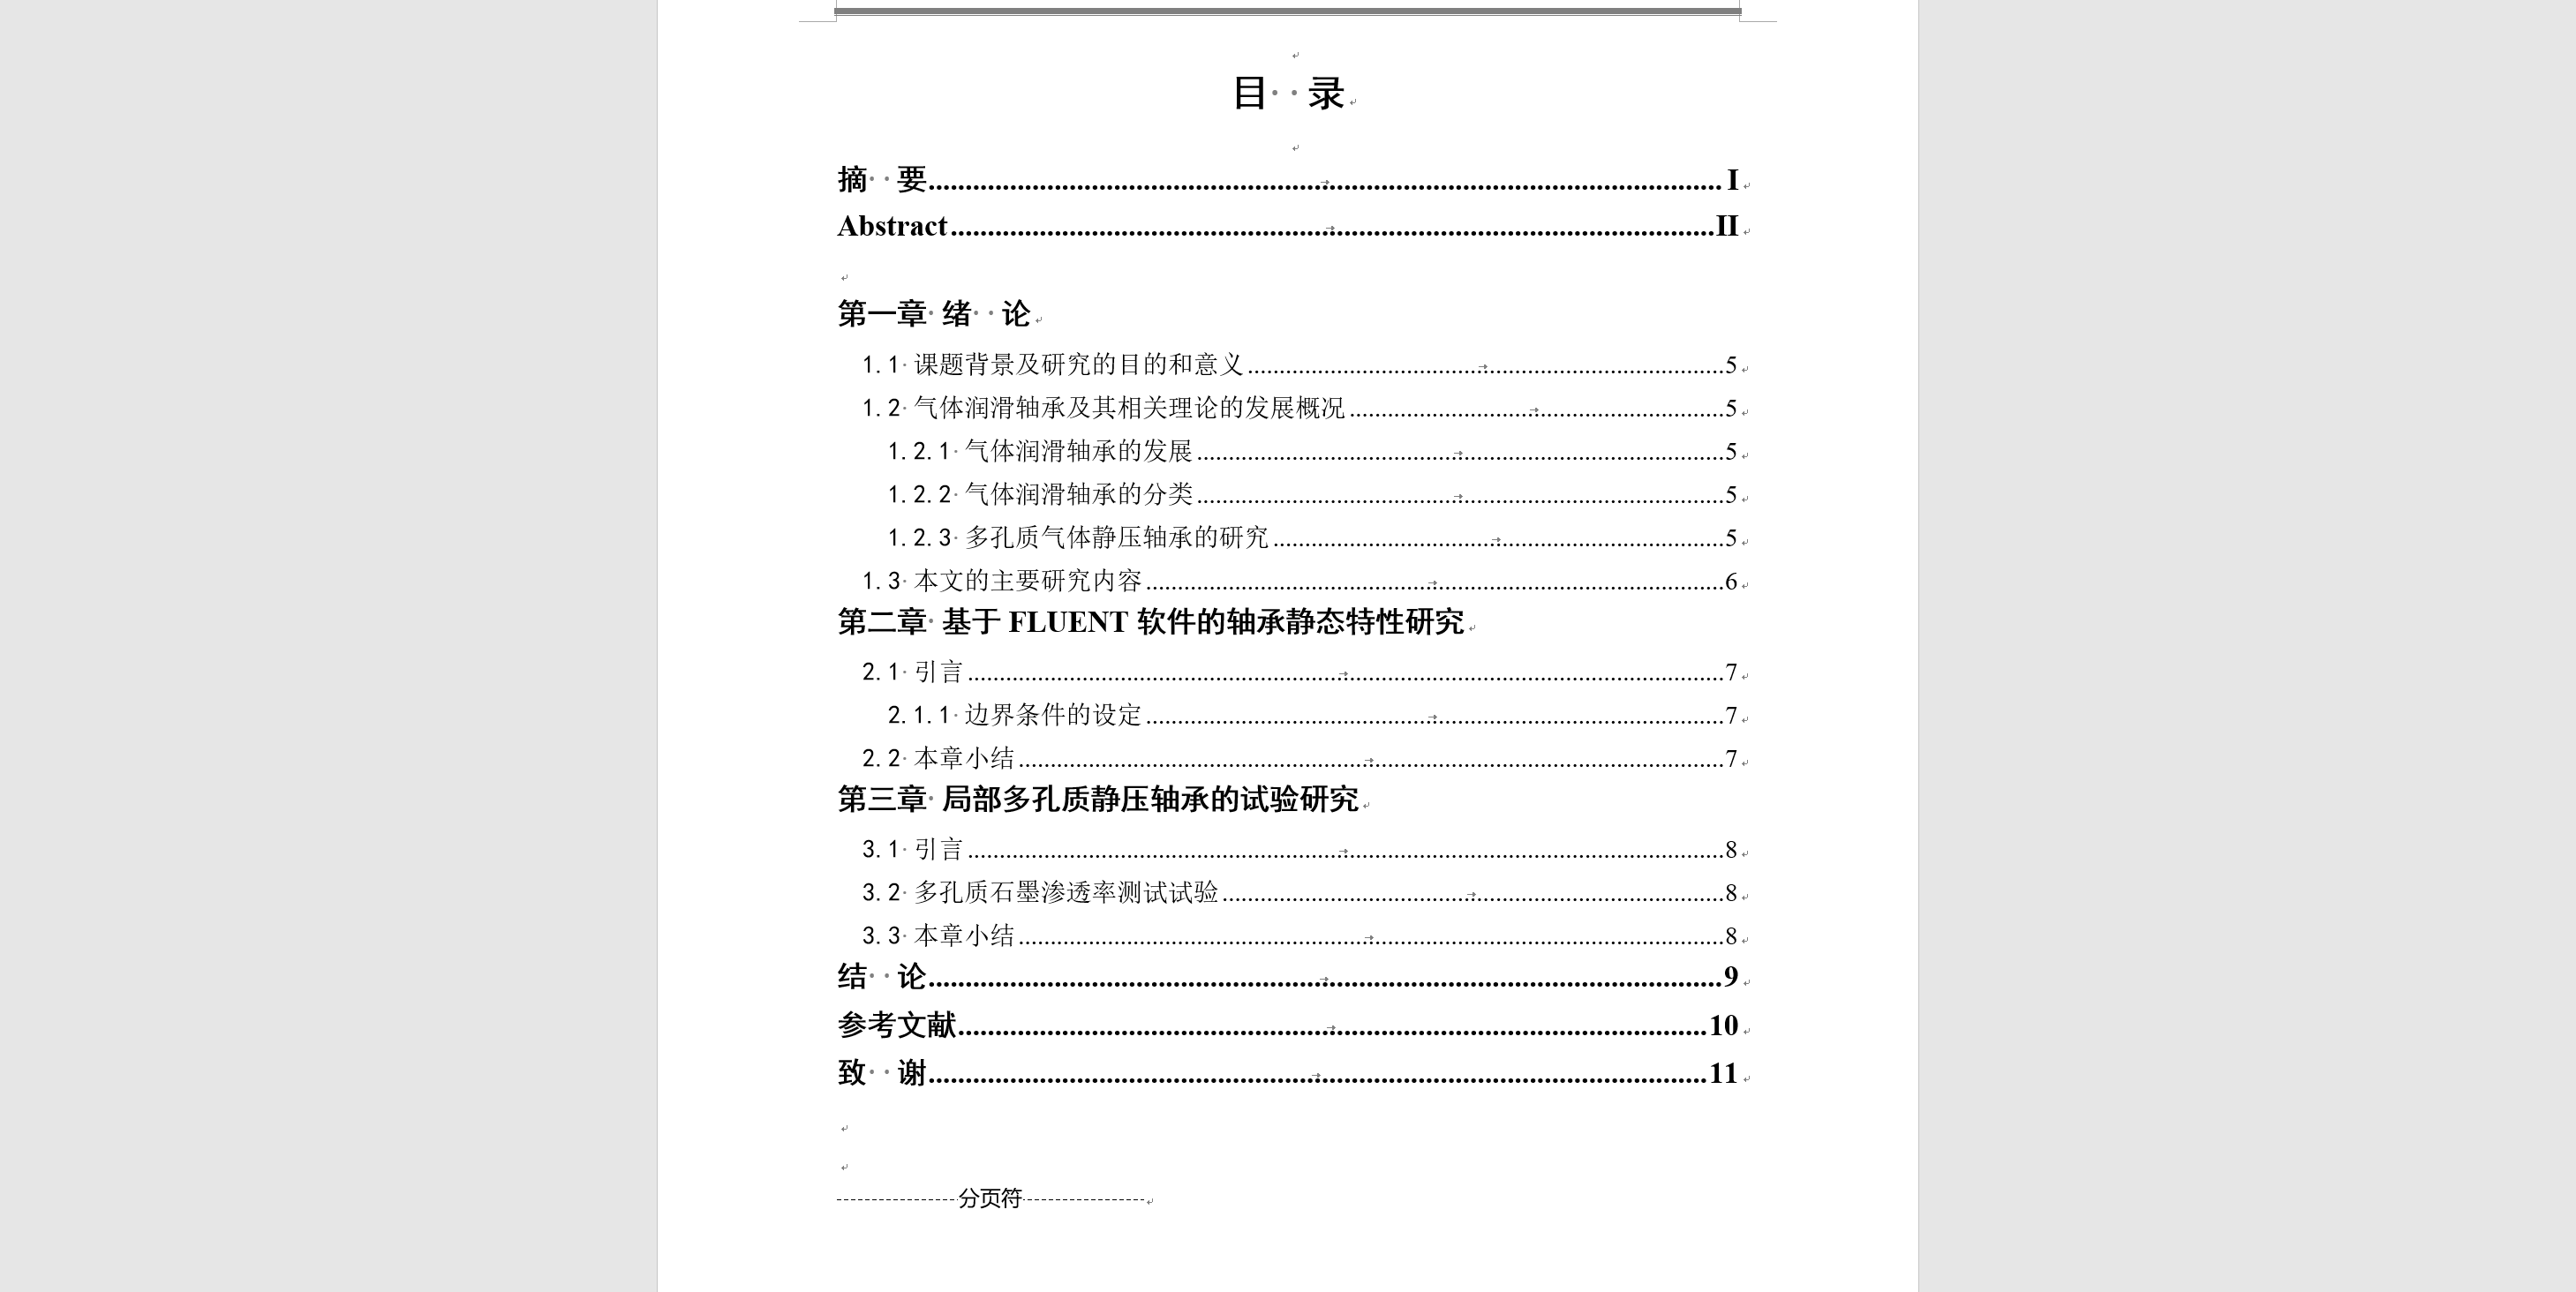 目  录
摘  要........................I
Abstract........................II
第一章 绪  论
1.1 课题背景及研究的目的和意义........................5
1.2 气体润滑轴承及其相关理论的发展概况........................5
1.2.1 气体润滑轴承的发展........................5
1.2.2 气体润滑轴承的分类........................5
1.2.3 多孔质气体静压轴承的研究........................5
1.3 本文的主要研究内容........................6
第二章 基于 FLUENT 软件的轴承静态特性研究
2.1 引言........................7
2.1.1 边界条件的设定........................7
2.2 本章小结........................7
第三章 局部多孔质静压轴承的试验研究
3.1 引言........................8
3.2 多孔质石墨渗透率测试试验........................8
3.3 本章小结........................8
结  论........................9
参考文献........................10
致  谢........................11
分页符